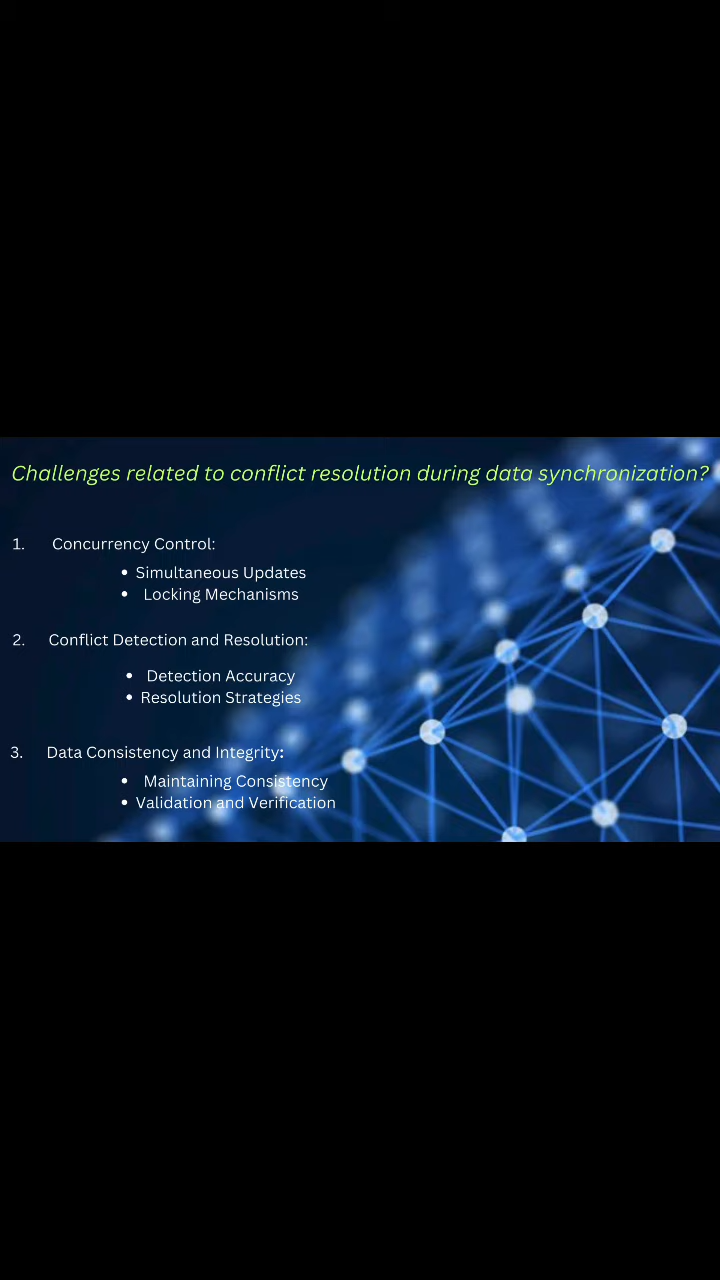 Challenges related to conflict resolution during data synchronization?
1. Concurrency Control:
• Simultaneous Updates
• Locking Mechanisms
2. Conflict Detection and Resolution:
• Detection Accuracy
• Resolution Strategies
3. Data Consistency and Integrity:
• Maintaining Consistency
• Validation and Verification